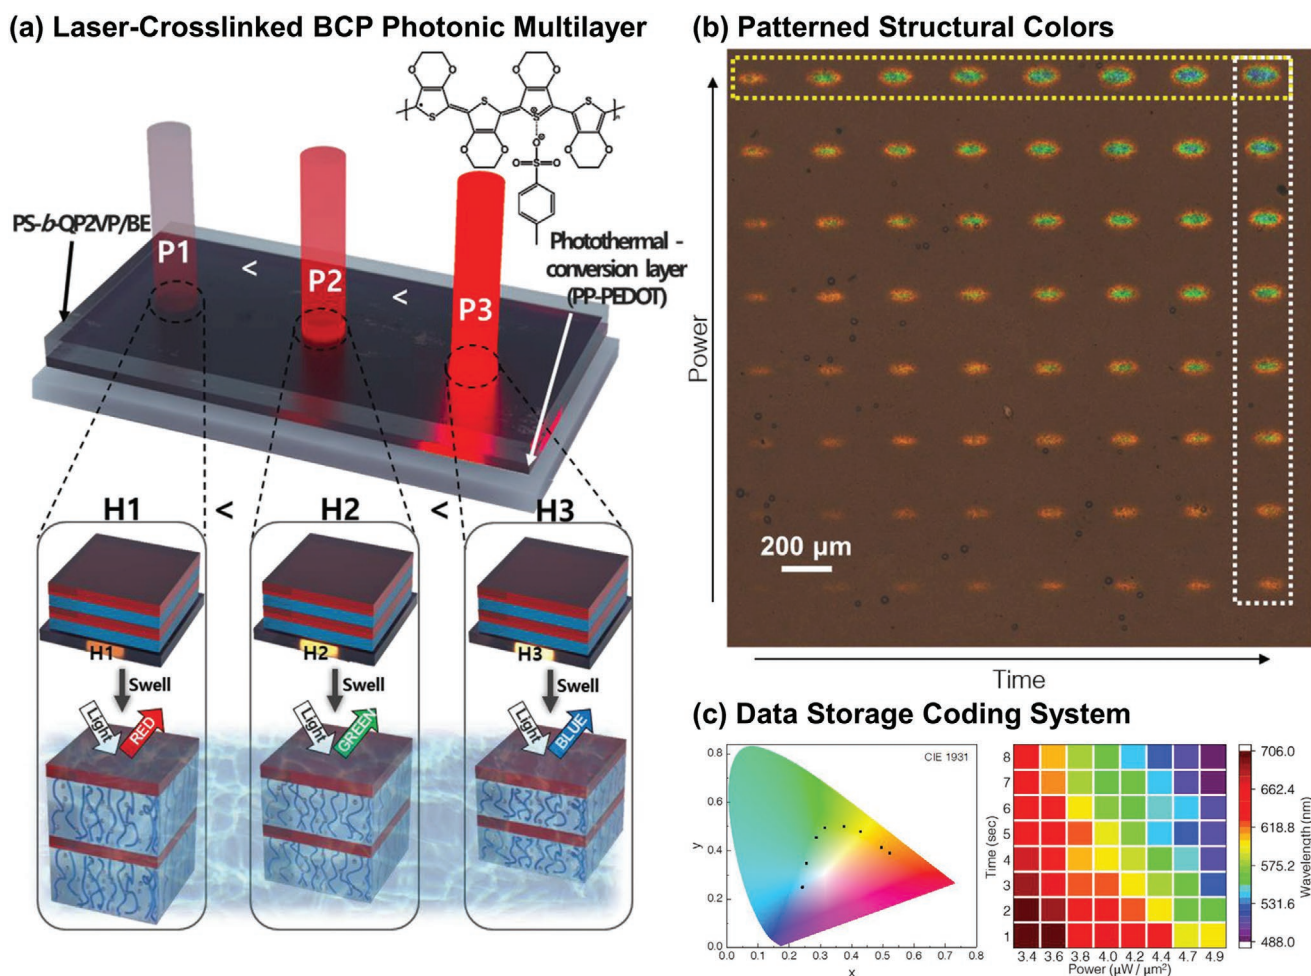 (a) Laser-Crosslinked BCP Photonic Multilayer
PS-b-QP2VP/BE
P1
<
P2
<
P3
Photothermal -
conversion layer
(PP-PEDOT)
O O O O
S S S S
O O O O
n
O
O S O
H1
<
H2
<
H3
H1
Swell
Light
RED
H2
Swell
Light
GREEN
H3
Swell
Light
BLUE
(b) Patterned Structural Colors
Power
200 µm
Time
(c) Data Storage Coding System
CIE 1931
y
0.8
0.6
0.4
0.2
0.0
0.0 0.1 0.2 0.3 0.4 0.5 0.6 0.7 0.8
x
Time (sec)
8
7
6
5
4
3
2
1
3.4 3.6 3.8 4.0 4.2 4.4 4.7 4.9
Power (µW / µm²)
706.0
662.4
618.8
575.2
531.6
488.0
Wavelength (nm)